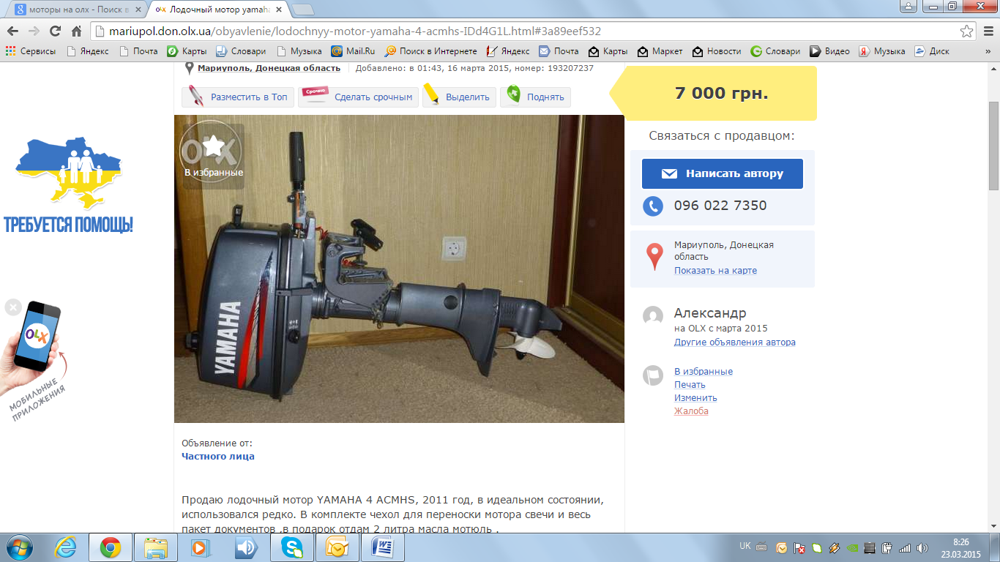 моторы на олх - Поиск в
Лодочный мотор yamaha
mariupol.don.olx.ua/obyavlenie/lodochnyy-motor-yamaha-4-acmhs-IDd4G1L.html#3a89eef532
Сервисы Яндекс Почта Карты Словари Музыка Mail.Ru Поиск в Интернете Яндекс Почта Карты Маркет Новости Словари Видео Музыка Диск »
Мариуполь, Донецкая область Добавлено: в 01:43, 16 марта 2015, номер: 193207237
Разместить в Топ Срочно Сделать срочным Выделить Поднять
7 000 грн.
Связаться с продавцом:
Написать автору
096 022 7350
Мариуполь, Донецкая
область
Показать на карте
Александр
на OLX с марта 2015
Другие объявления автора
В избранные
Печать
Изменить
Жалоба
ТРЕБУЕТСЯ ПОМОЩЬ!
OLX
МОБИЛЬНЫЕ
ПРИЛОЖЕНИЯ
OLX
В избранные
YAMAHA
Объявление от:
Частного лица
Продаю лодочный мотор YAMAHA 4 ACMHS, 2011 год, в идеальном состоянии,
использовался редко. В комплекте чехол для переноски мотора свечи и весь
пакет документов ,в подарок отдам 2 литра масла мотюль .
UK
8:26
23.03.2015